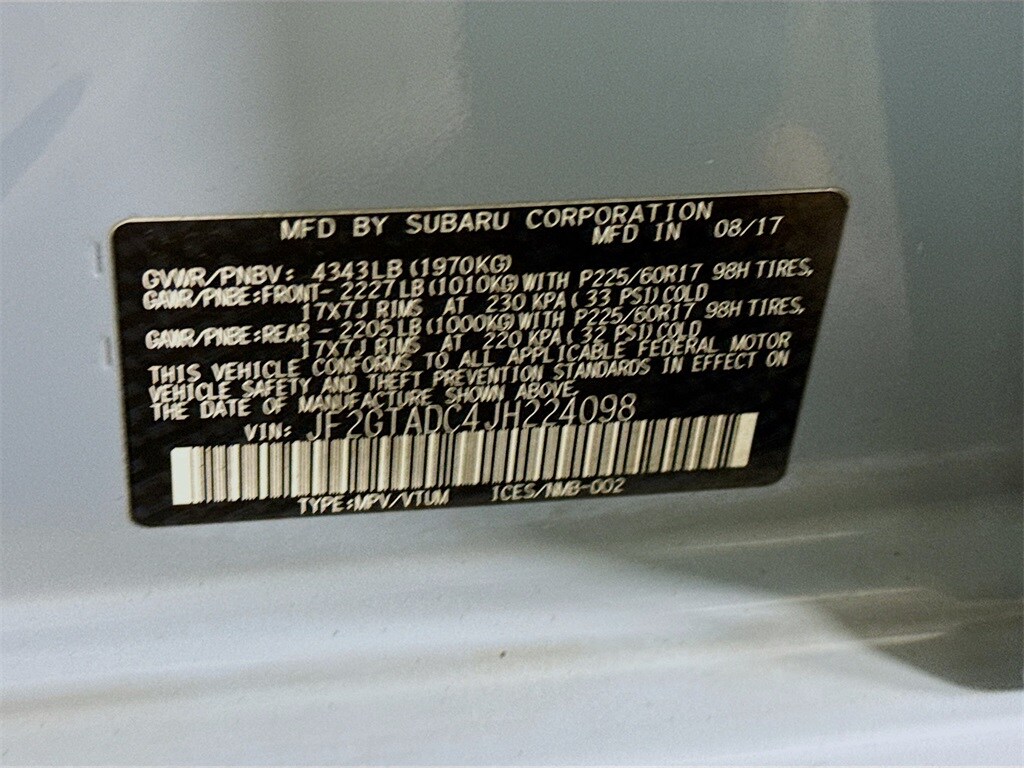 MFD BY SUBARU CORPORATION
MFD IN 08/17
GVWR/PNBV: 4343LB(1970KG)
GAWR/PNBE:FRONT- 2227LB(1010KG)WITH P225/60R17 98H TIRES,
17X7J RIMS AT 230 KPA(33 PSI)COLD
GAWR/PNBE:REAR - 2205LB(1000KG)WITH P225/60R17 98H TIRES,
17X7J RIMS AT 220 KPA(32 PSI)COLD
THIS VEHICLE CONFORMS TO ALL APPLICABLE FEDERAL MOTOR
VEHICLE SAFETY AND THEFT PREVENTION STANDARDS IN EFFECT ON
THE DATE OF MANUFACTURE SHOWN ABOVE.
VIN: JF2GTADC4JH224098
TYPE:MPV/VTUM ICES/NMB-002